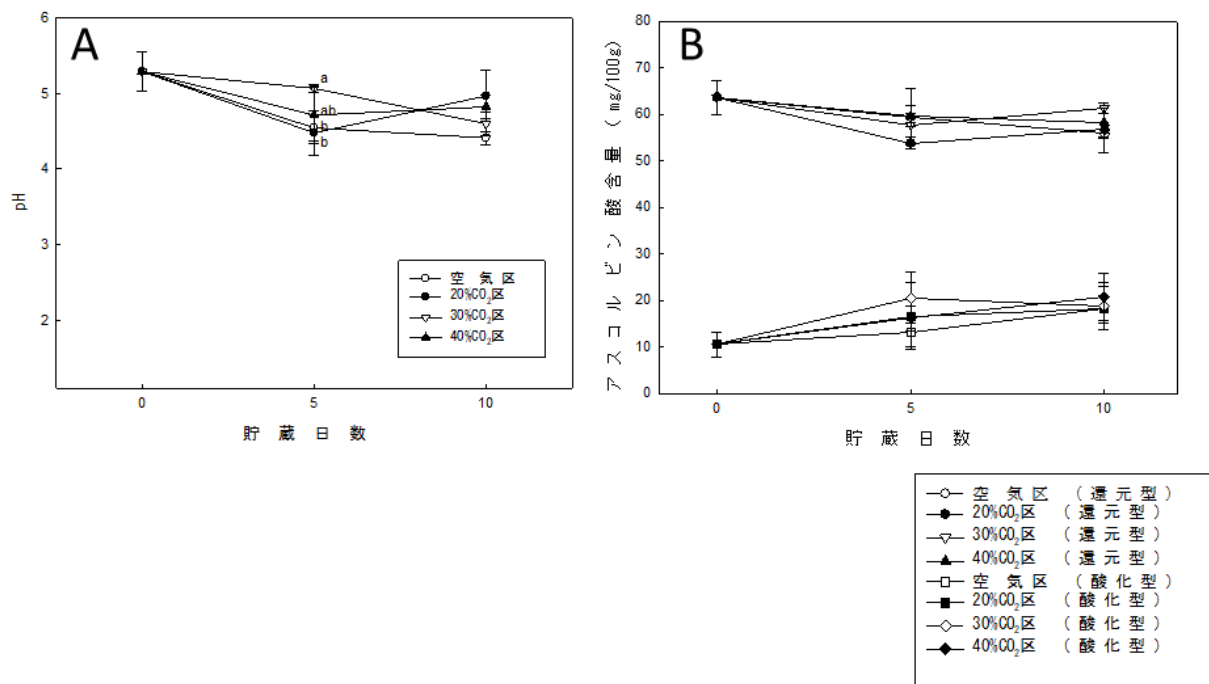 A
6
5
4
3
2
pH
a
ab
b
b
空気区
20%CO₂区
30%CO₂区
40%CO₂区
0 5 10
貯蔵日数
B
80
70
60
50
40
30
20
10
0
アスコルビン酸含量(mg/100g)
0 5 10
貯蔵日数
空気区(還元型)
20%CO₂区(還元型)
30%CO₂区(還元型)
40%CO₂区(還元型)
空気区(酸化型)
20%CO₂区(酸化型)
30%CO₂区(酸化型)
40%CO₂区(酸化型)